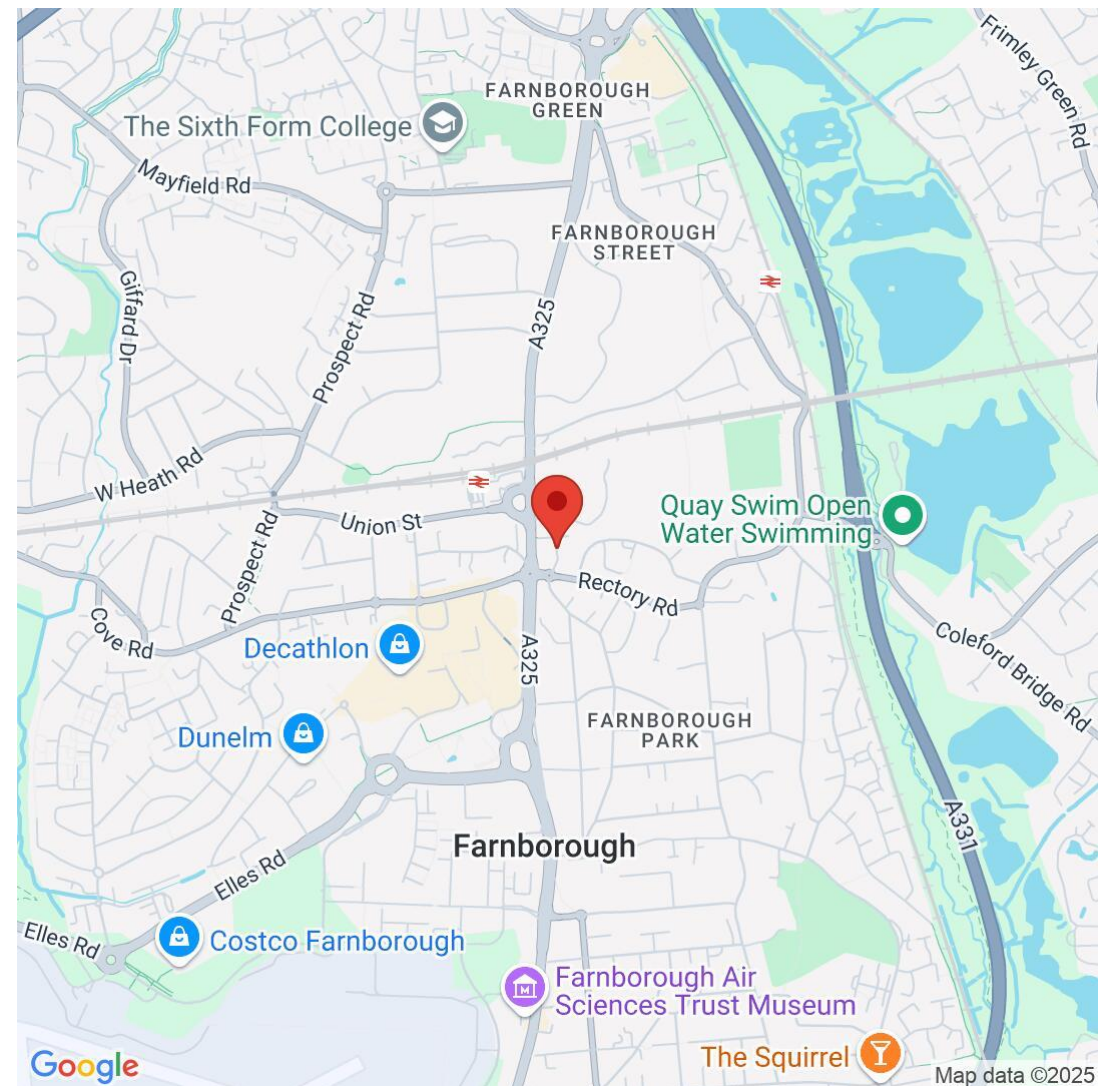 Frimley Green Rd
FARNBOROUGH
GREEN
The Sixth Form College
Mayfield Rd
FARNBOROUGH
STREET
Giffard Dr
Prospect Rd
A325
W Heath Rd
Union St
Quay Swim Open
Water Swimming
Prospect Rd
Rectory Rd
Cove Rd
Decathlon
A325
Coleford Bridge Rd
Dunelm
FARNBOROUGH
PARK
A331
Farnborough
Elles Rd
Elles Rd
Costco Farnborough
Farnborough Air
Sciences Trust Museum
The Squirrel
Google
Map data ©2025